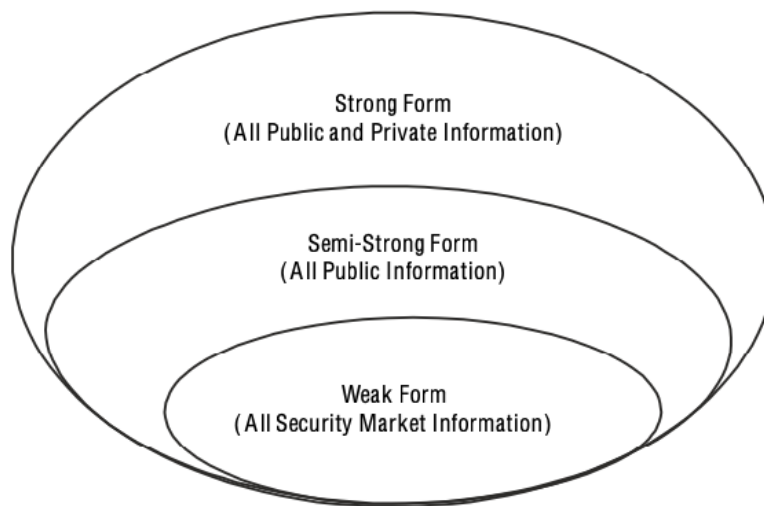 Strong Form
(All Public and Private Information)
Semi-Strong Form
(All Public Information)
Weak Form
(All Security Market Information)